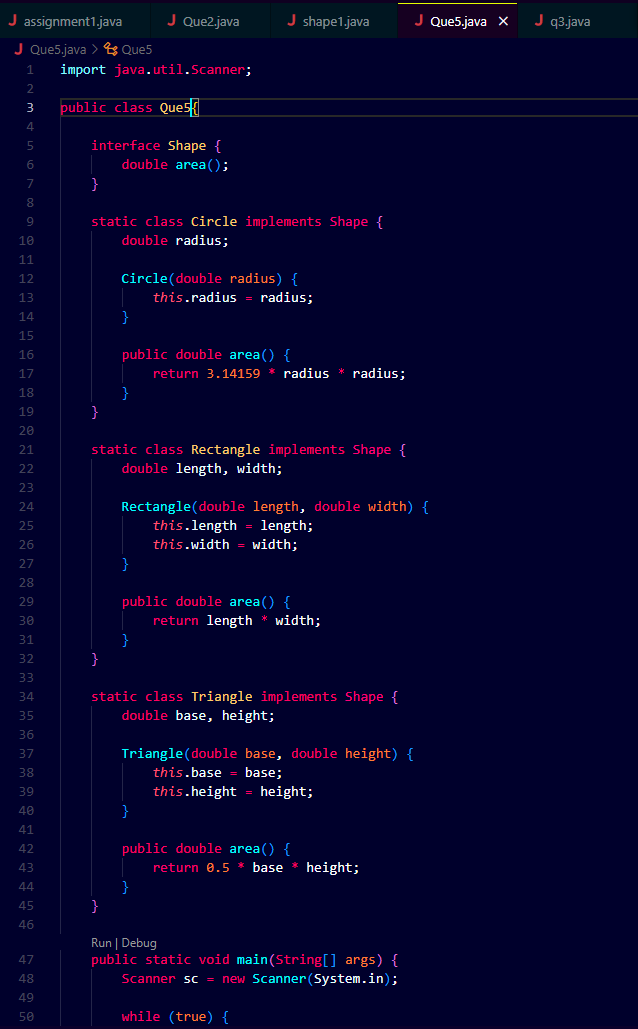 J assignment1.java J Que2.java J shape1.java J Que5.java × J q3.java
J Que5.java > Que5
1 import java.util.Scanner;
2
3 public class Que5{
4
5     interface Shape {
6         double area();
7     }
8
9     static class Circle implements Shape {
10         double radius;
11
12         Circle(double radius) {
13             this.radius = radius;
14         }
15
16         public double area() {
17             return 3.14159 * radius * radius;
18         }
19     }
20
21     static class Rectangle implements Shape {
22         double length, width;
23
24         Rectangle(double length, double width) {
25             this.length = length;
26             this.width = width;
27         }
28
29         public double area() {
30             return length * width;
31         }
32     }
33
34     static class Triangle implements Shape {
35         double base, height;
36
37         Triangle(double base, double height) {
38             this.base = base;
39             this.height = height;
40         }
41
42         public double area() {
43             return 0.5 * base * height;
44         }
45     }
46
Run | Debug
47     public static void main(String[] args) {
48         Scanner sc = new Scanner(System.in);
49
50         while (true) {